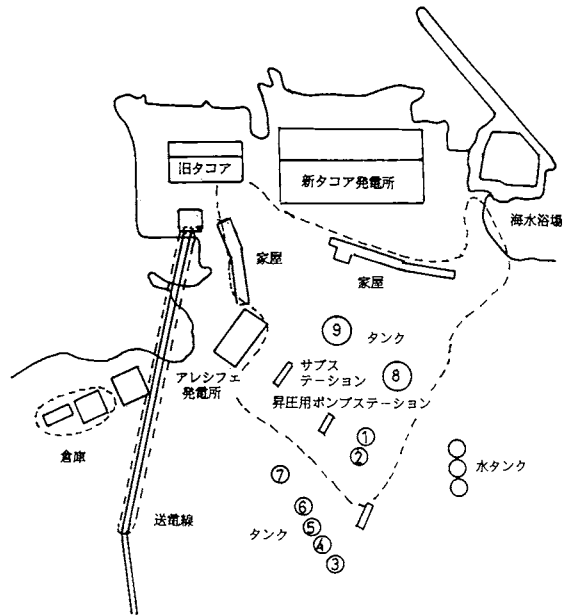 旧タコア
新タコア発電所
海水浴場
家屋
家屋
⑨
タンク
サブス
テーション
⑧
アレシフェ
発電所
昇圧用ポンプステーション
①
②
倉庫
⑦
水タンク
⑥
送電線
タンク
⑤
④
③